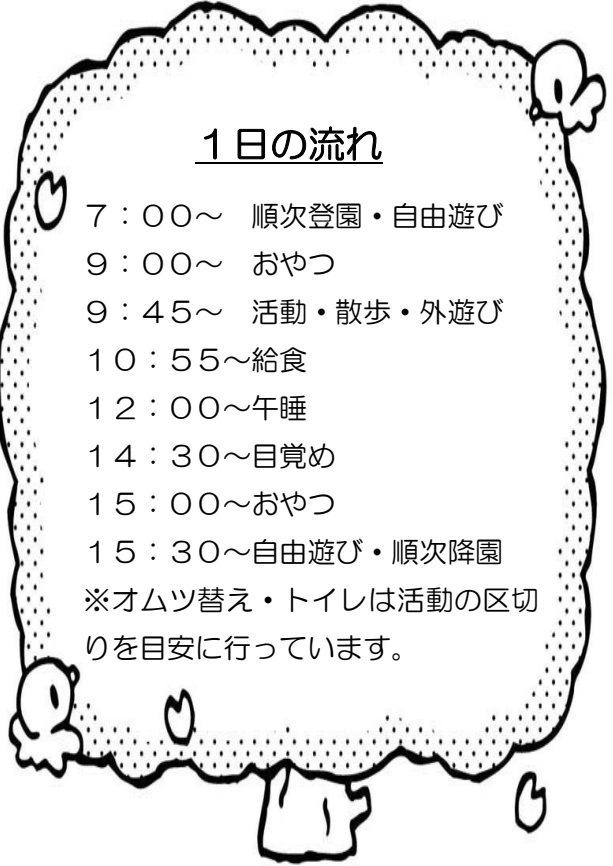 １日の流れ
７：００～　順次登園・自由遊び
９：００～　おやつ
９：４５～　活動・散歩・外遊び
１０：５５～給食
１２：００～午睡
１４：３０～目覚め
１５：００～おやつ
１５：３０～自由遊び・順次降園
※オムツ替え・トイレは活動の区切
りを目安に行っています。